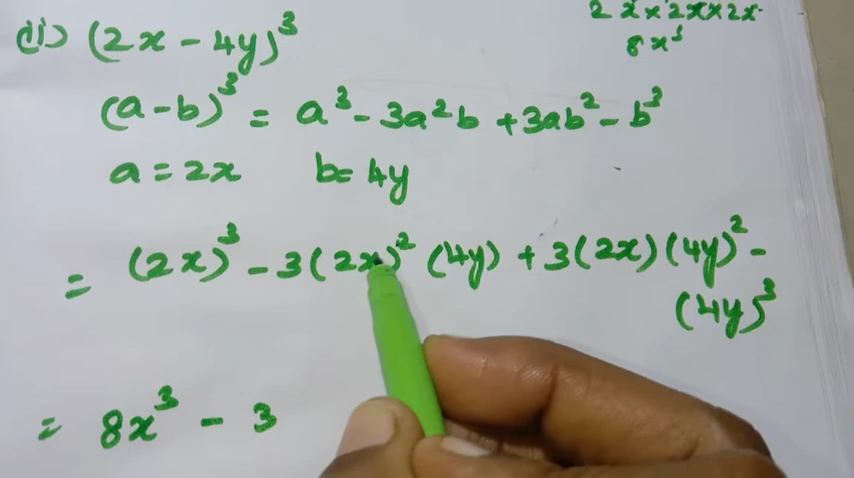 (ii) (2x - 4y)³
2x × 2x × 2x
8x³
(a-b)³ = a³ - 3a²b + 3ab² - b³
a = 2x b = 4y
= (2x)³ - 3(2x)² (4y) + 3(2x) (4y)² -
(4y)³
= 8x³ - 3